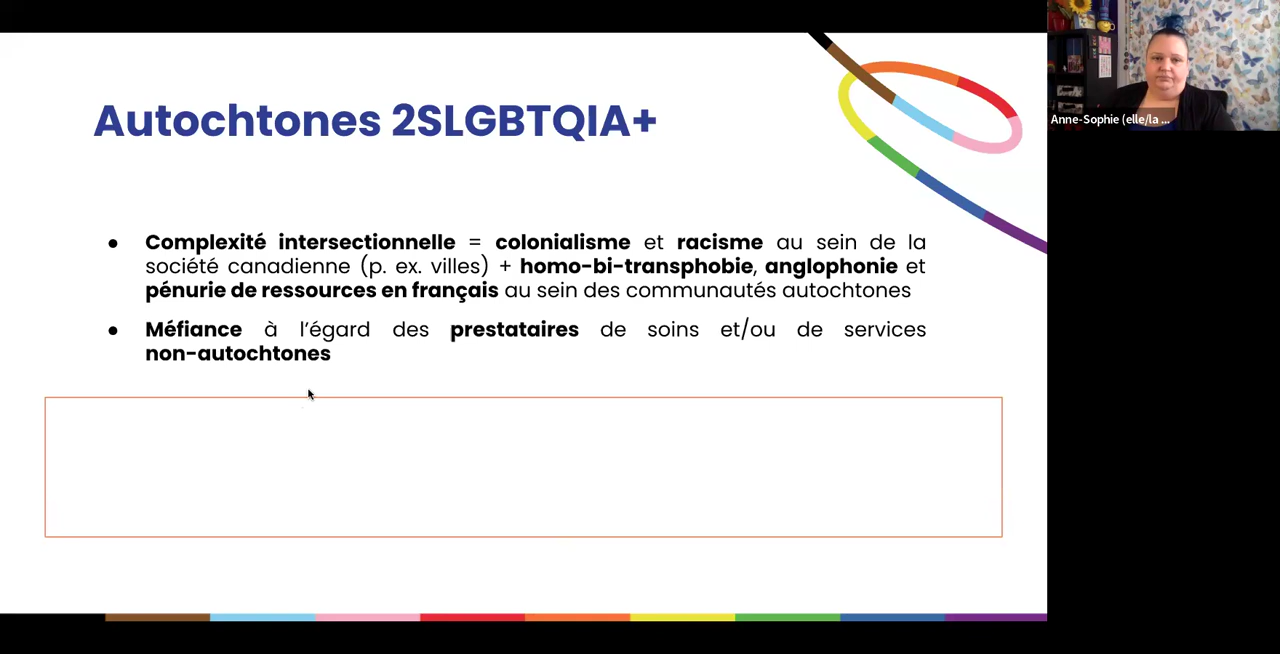 Autochtones 2SLGBTQIA+
● Complexité intersectionnelle = colonialisme et racisme au sein de la
société canadienne (p. ex. villes) + homo-bi-transphobie, anglophonie et
pénurie de ressources en français au sein des communautés autochtones
● Méfiance à l’égard des prestataires de soins et/ou de services
non-autochtones
Anne-Sophie (elle/la ...